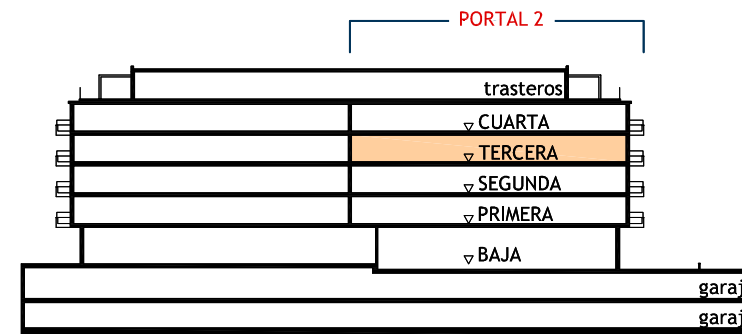 PORTAL 2
trasteros
CUARTA
TERCERA
SEGUNDA
PRIMERA
BAJA
garaj
garaj